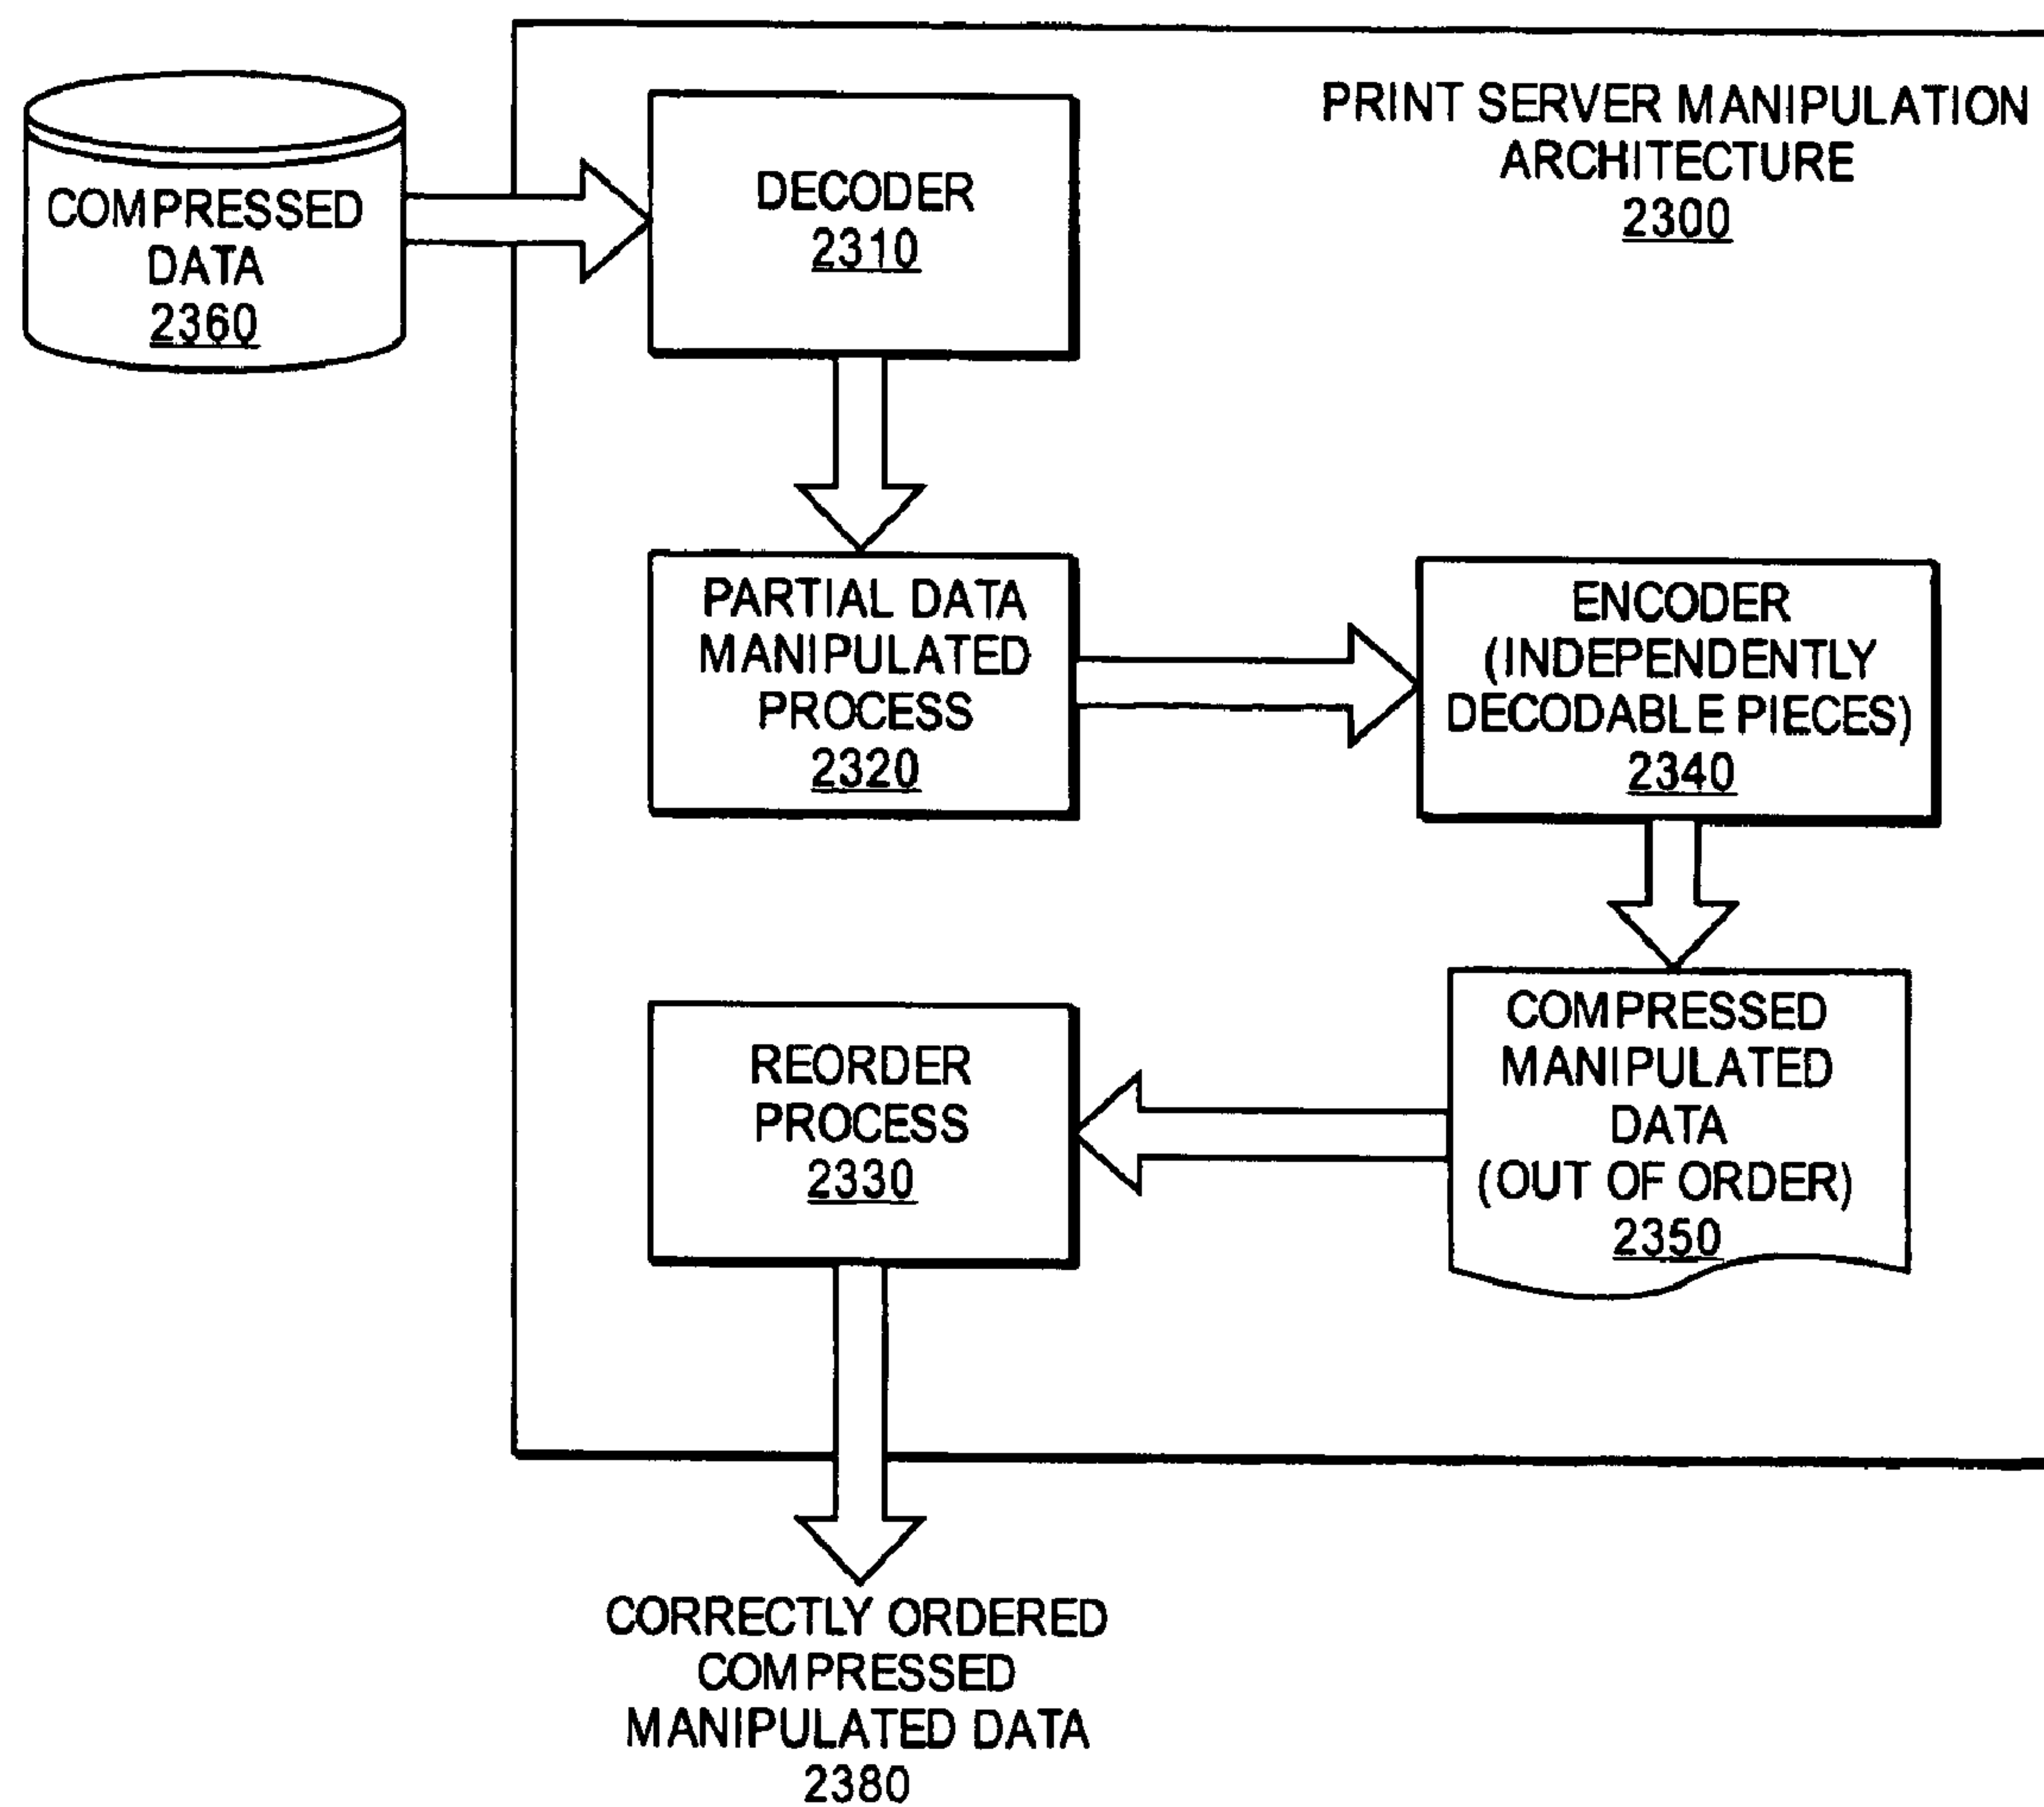 PRINT SERVER MANIPULATION
ARCHITECTURE
2300
COMPRESSED
DATA
2360
DECODER
2310
PARTIAL DATA
MANIPULATED
PROCESS
2320
ENCODER
(INDEPENDENTLY
DECODABLE PIECES)
2340
COMPRESSED
MANIPULATED
DATA
(OUT OF ORDER)
2350
REORDER
PROCESS
2330
CORRECTLY ORDERED
COMPRESSED
MANIPULATED DATA
2380